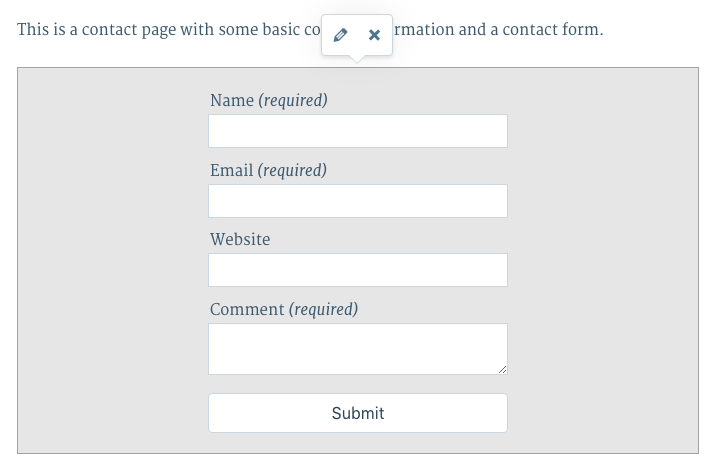 This is a contact page with some basic co rmation and a contact form.
Name (required)
Email (required)
Website
Comment (required)
Submit